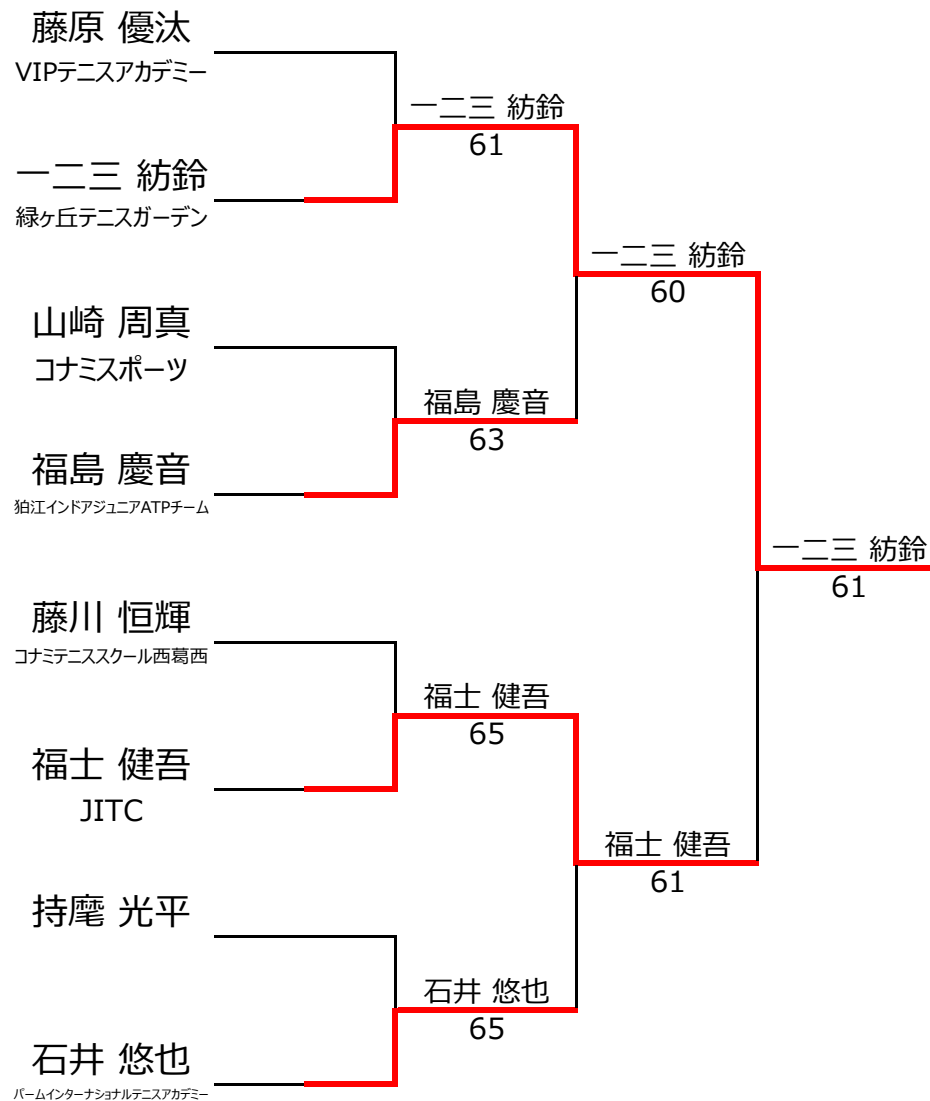 藤原 優汰
VIPテニスアカデミー
一二三 紡鈴
61
一二三 紡鈴
緑ヶ丘テニスガーデン
一二三 紡鈴
60
山崎 周真
コナミスポーツ
福島 慶音
63
福島 慶音
狛江インドアジュニアATPチーム
一二三 紡鈴
61
藤川 恒輝
コナミテニススクール西葛西
福士 健吾
65
福士 健吾
JITC
福士 健吾
61
持麾 光平
石井 悠也
65
石井 悠也
パームインターナショナルテニスアカデミー